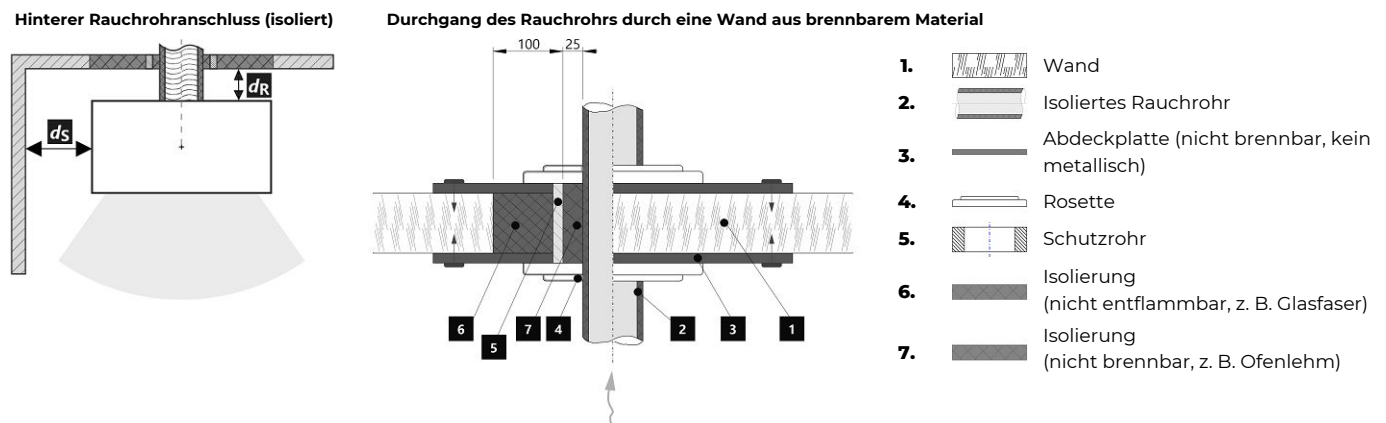 Hinterer Rauchrohranschluss (isoliert)
dR
dS
Durchgang des Rauchrohrs durch eine Wand aus brennbarem Material
100 25
6 5 7 4 2 3 1
1. Wand
2. Isoliertes Rauchrohr
3. Abdeckplatte (nicht brennbar, kein
metallisch)
4. Rosette
5. Schutzrohr
6. Isolierung
(nicht entflammbar, z. B. Glasfaser)
7. Isolierung
(nicht brennbar, z. B. Ofenlehm)